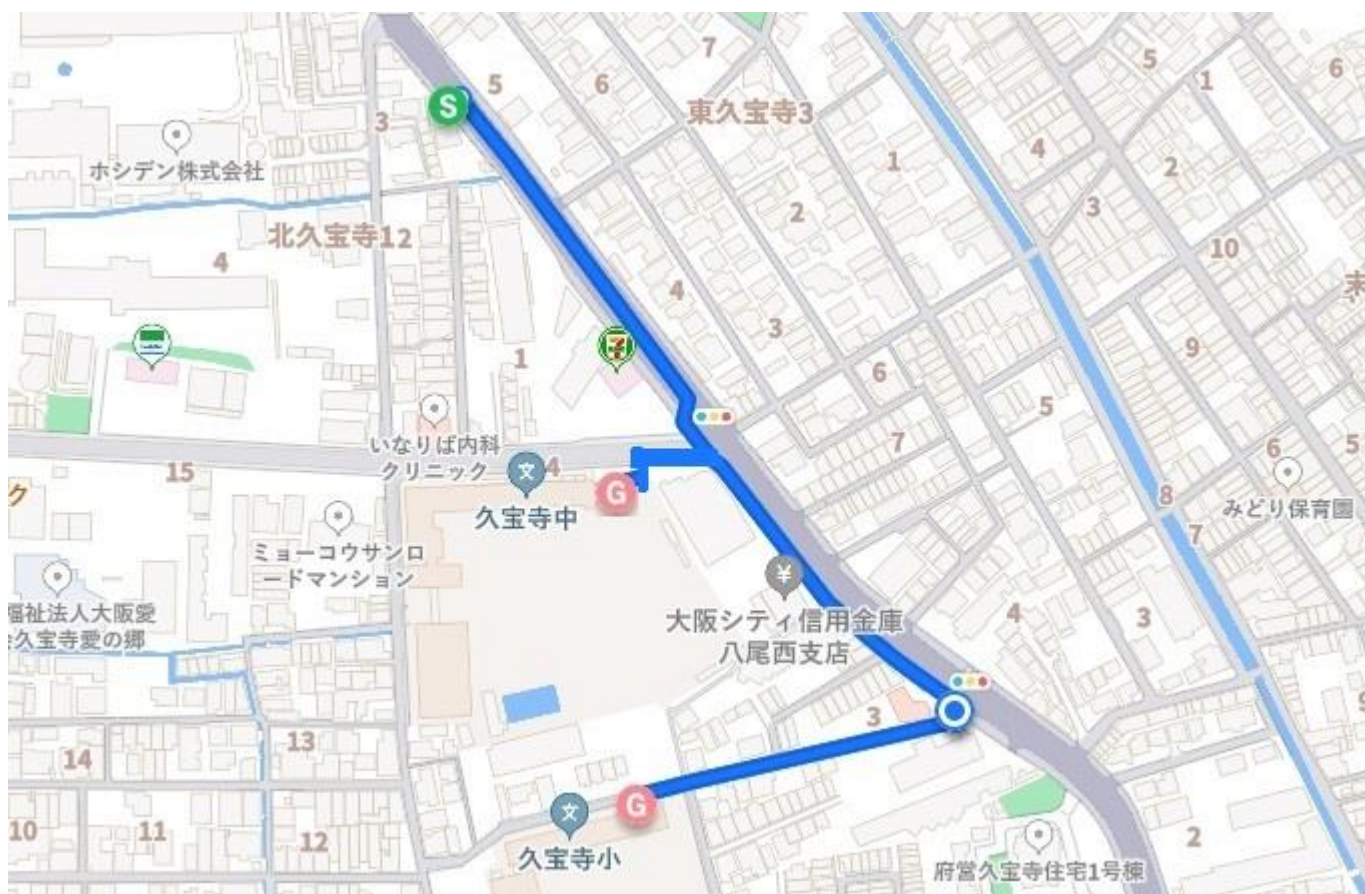 7
5
6
5
1
6
S
3
東久宝寺3
ホシデン株式会社
1
4
2
2
3
北久宝寺12
4
10
4
3
9
1
7
6
5
いなりば内科
クリニック
7
6
5
15
4
G
久宝寺中
8
7
みどり保育園
ク
ミョーコウサンロ
ードマンション
¥
大阪シティ信用金庫
八尾西支店
福祉法人大阪愛
久宝寺愛の郷
4
3
3
14
13
G
久宝寺小
10
11
12
2
府営久宝寺住宅1号棟